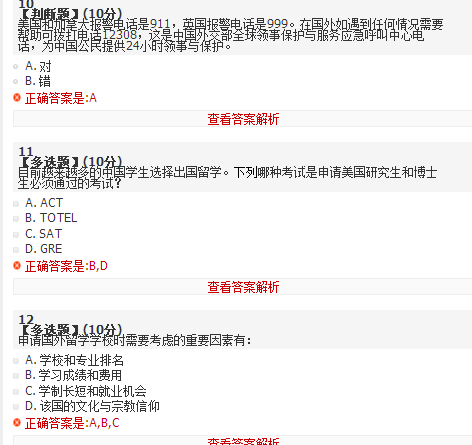 10
【判断题】(10分)
美国和加拿大报警电话是911，英国报警电话是999。在国外如遇到任何情况需要
帮助可拨打电话12308，这是中国外交部全球领事保护与服务应急呼叫中心电
话，为中国公民提供24小时领事与保护。
A. 对
B. 错
正确答案是:A
查看答案解析
11
【多选题】(10分)
目前越来越多的中国学生选择出国留学。下列哪种考试是申请美国研究生和博士
生必须通过的考试？
A. ACT
B. TOTEL
C. SAT
D. GRE
正确答案是:B,D
查看答案解析
12
【多选题】(10分)
申请国外留学学校时需要考虑的重要因素有：
A. 学校和专业排名
B. 学习成绩和费用
C. 学制长短和就业机会
D. 该国的文化与宗教信仰
正确答案是:A,B,C
查看答案解析